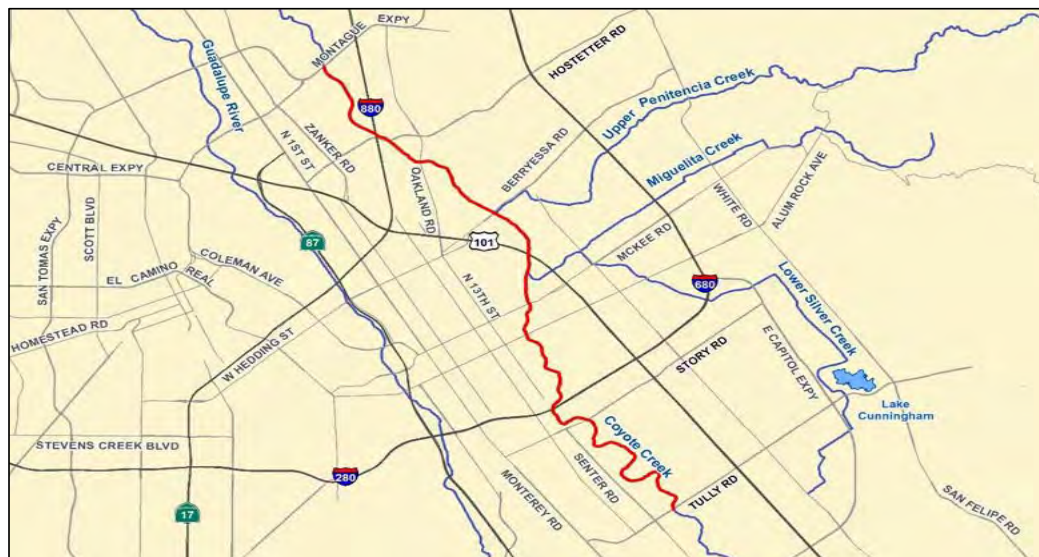 MONTAGUE EXPY
Guadalupe River
HOSTETTER RD
880
Upper Penitencia Creek
ZANKER RD
N 1ST ST
BERRYESSA RD
Miguelita Creek
CENTRAL EXPY
OAKLAND RD
WHITE RD
ALUM ROCK AVE
SAN TOMAS EXPY
SCOTT BLVD
87
101
MCKEE RD
COLEMAN AVE
EL CAMINO REAL
680
N 13TH ST
Lower Silver Creek
HOMESTEAD RD
W HEDDING ST
STORY RD
E CAPITOL EXPY
Lake
Cunningham
STEVENS CREEK BLVD
Coyote Creek
280
SENTER RD
MONTEREY RD
TULLY RD
SAN FELIPE RD
17